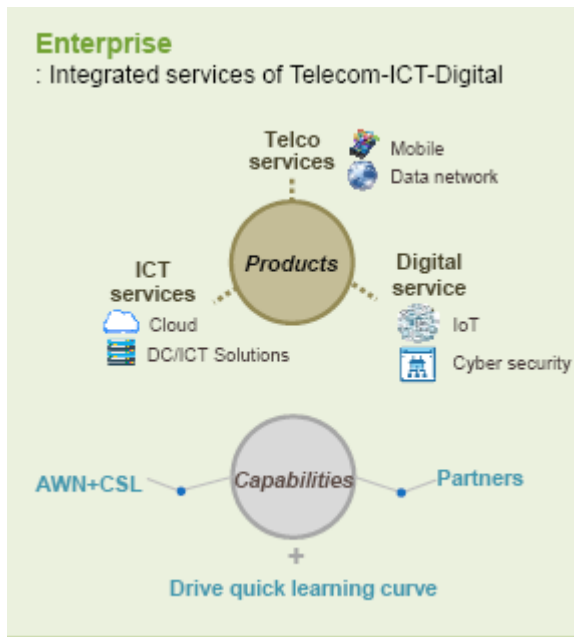 Enterprise
: Integrated services of Telecom-ICT-Digital
Telco
services
Mobile
Data network
Products
ICT
services
Cloud
DC/ICT Solutions
Digital
service
IoT
Cyber security
AWN+CSL
Capabilities
Partners
+
Drive quick learning curve